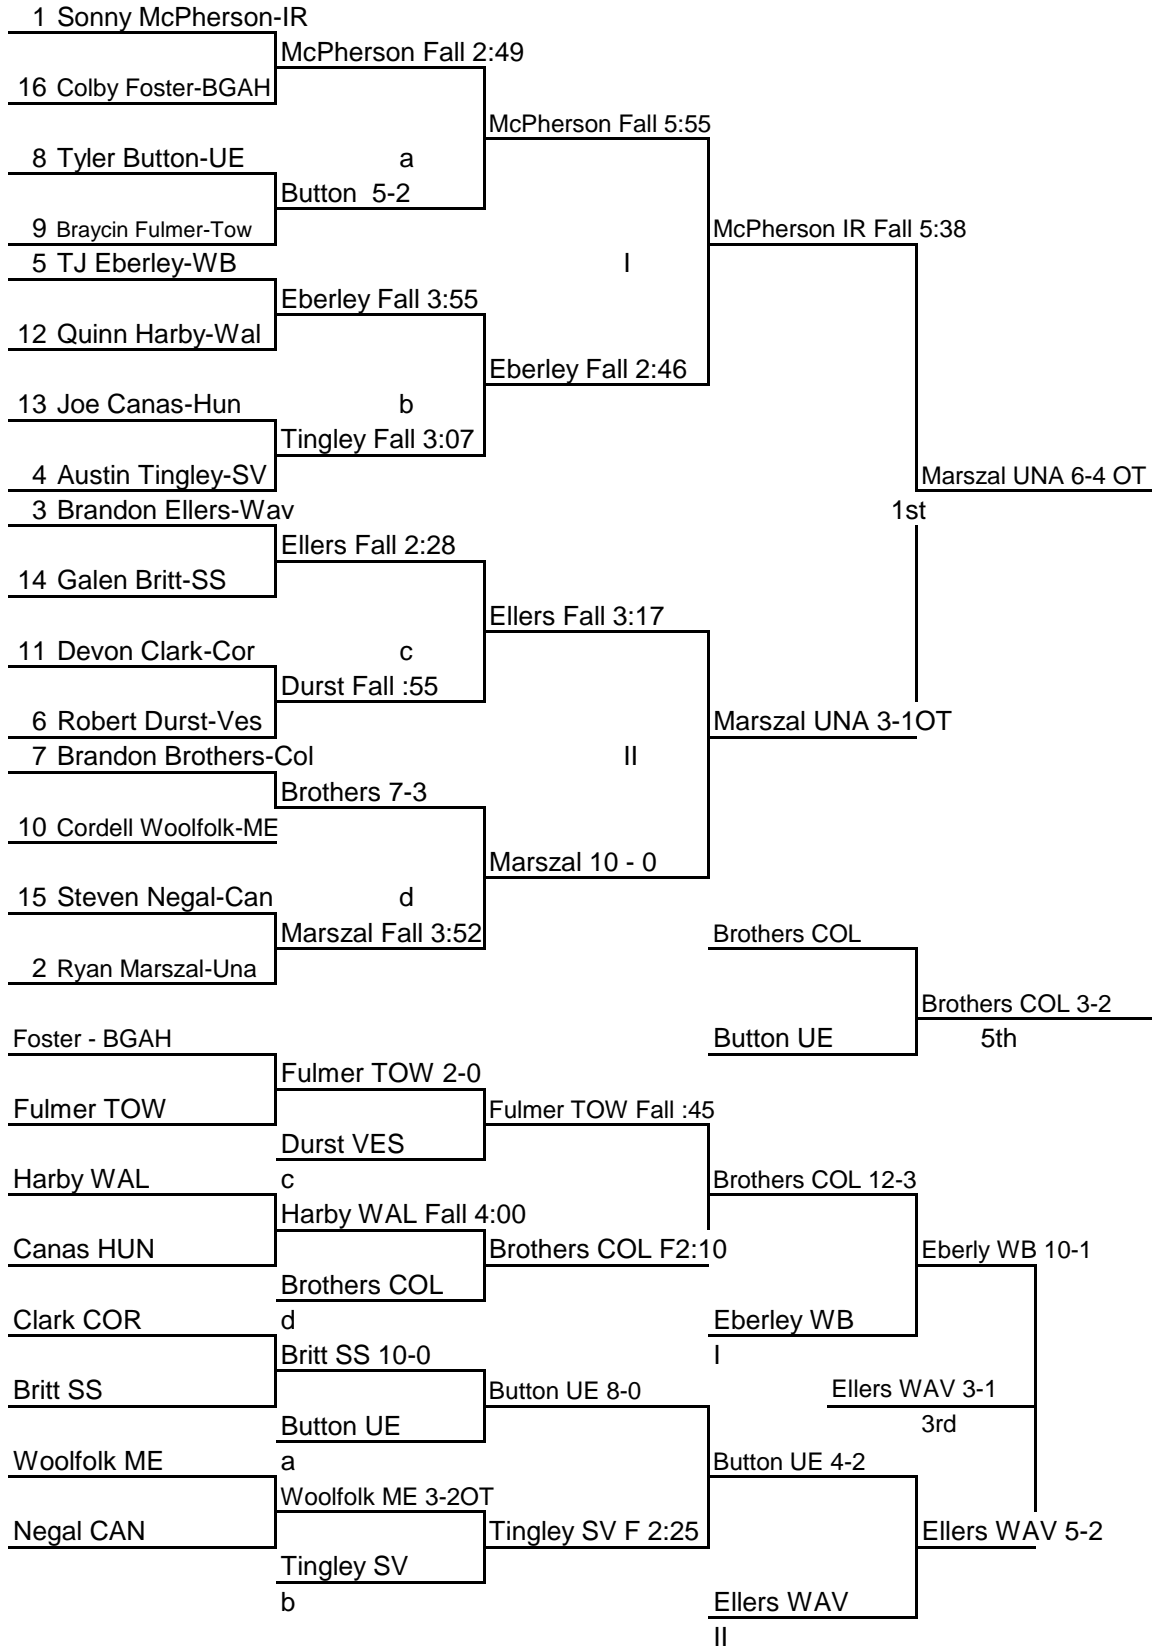 1 Sonny McPherson-IR
McPherson Fall 2:49
16 Colby Foster-BGAH
McPherson Fall 5:55
8 Tyler Button-UE
a
Button 5-2
9 Braycin Fulmer-Tow
McPherson IR Fall 5:38
5 TJ Eberley-WB
I
Eberley Fall 3:55
12 Quinn Harby-Wal
Eberley Fall 2:46
13 Joe Canas-Hun
b
Tingley Fall 3:07
4 Austin Tingley-SV
Marszal UNA 6-4 OT
3 Brandon Ellers-Wav
1st
Ellers Fall 2:28
14 Galen Britt-SS
Ellers Fall 3:17
11 Devon Clark-Cor
c
Durst Fall :55
6 Robert Durst-Ves
Marszal UNA 3-1OT
7 Brandon Brothers-Col
II
Brothers 7-3
10 Cordell Woolfolk-ME
Marszal 10 - 0
15 Steven Negal-Can
d
Marszal Fall 3:52
Brothers COL
2 Ryan Marszal-Una
Brothers COL 3-2
Foster - BGAH
Button UE
5th
Fulmer TOW 2-0
Fulmer TOW
Fulmer TOW Fall :45
Durst VES
Harby WAL
c
Brothers COL 12-3
Harby WAL Fall 4:00
Canas HUN
Brothers COL F2:10
Eberly WB 10-1
Brothers COL
Clark COR
d
Eberley WB
Britt SS 10-0
I
Britt SS
Button UE 8-0
Ellers WAV 3-1
Button UE
3rd
Woolfolk ME
a
Button UE 4-2
Woolfolk ME 3-2OT
Negal CAN
Tingley SV F 2:25
Ellers WAV 5-2
Tingley SV
b
Ellers WAV
II